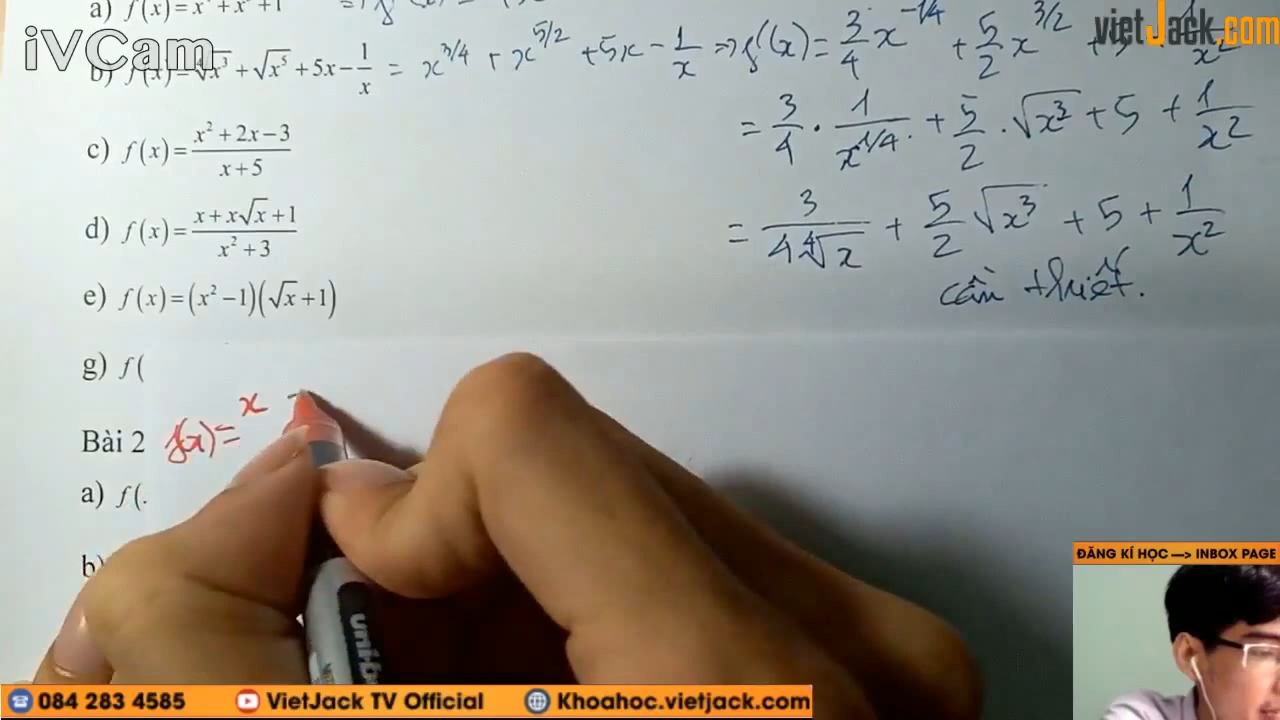 a) f(x)=
iVCam
vietJack.com
b) f(x)=∜x³+√x⁵+5x−1/x = x^{3/4} + x^{5/2} + 5x − 1/x ⇒ f'(x) = 3/4 x^{-1/4} + 5/2 x^{3/2} + 5 + 1/x²
= 3/4 · 1/x^{1/4} + 5/2 · √x³ + 5 + 1/x²
c) f(x)=(x²+2x−3)/(x+5)
= 3/(4∜x) + 5/2 √x³ + 5 + 1/x²
d) f(x)=(x+x√x+1)/(x²+3)
cần thiết.
e) f(x)=(x²−1)(√x+1)
g) f(
Bài 2 f(x)= x
a) f(.
b)
ĐĂNG KÍ HỌC —> INBOX PAGE
uni
084 283 4585 VietJack TV Official Khoahoc.vietjack.com